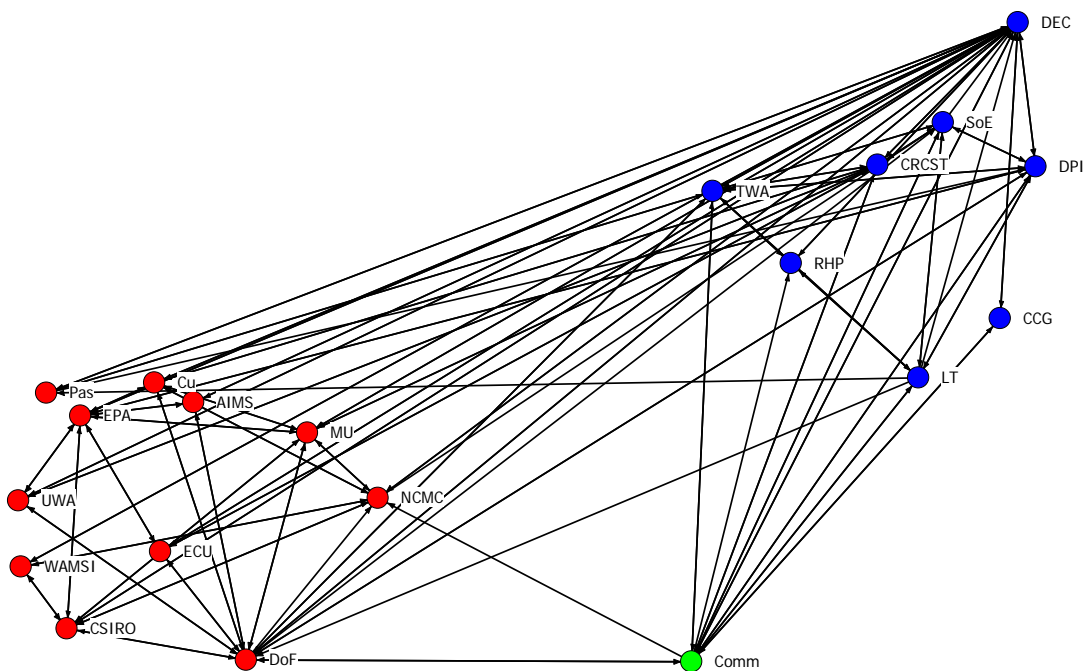 DEC
SoE
CRCST
DPI
TWA
RHP
CCG
LT
Pas
Cu
AIMS
EPA
MU
UWA
NCMC
ECU
WAMSI
CSIRO
DoF
Comm